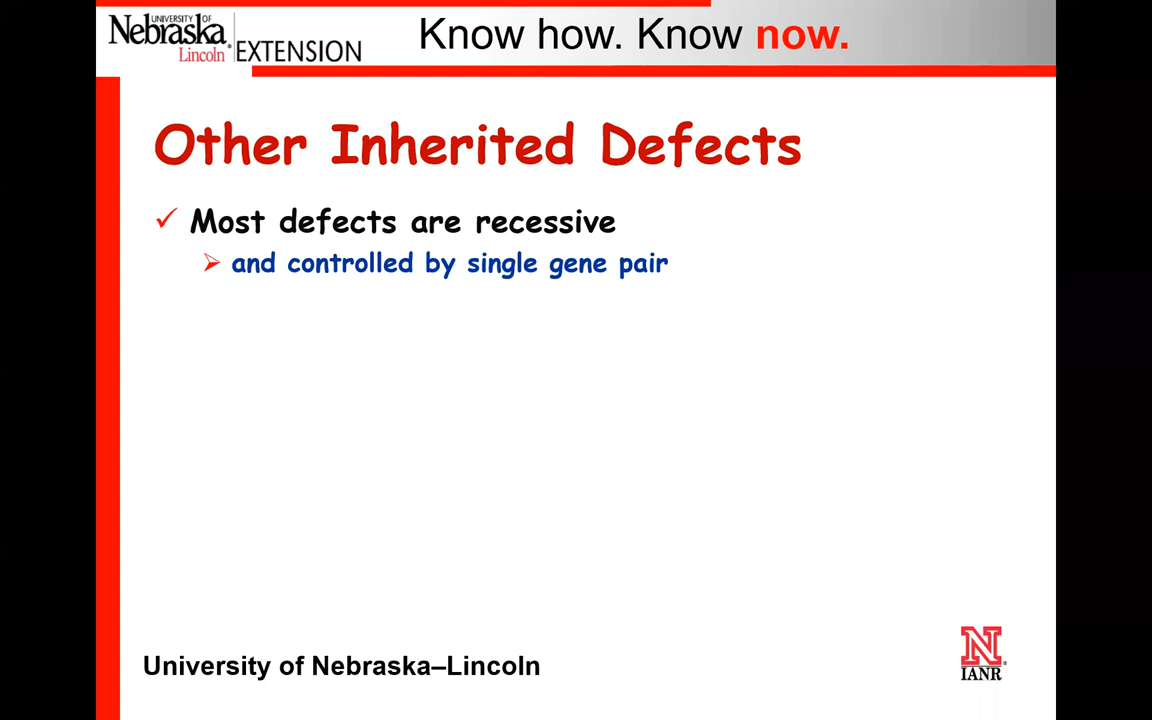 UNIVERSITY OF
Nebraska
Lincoln
EXTENSION
Know how. Know now.
Other Inherited Defects
Most defects are recessive
and controlled by single gene pair
University of Nebraska–Lincoln
N
IANR